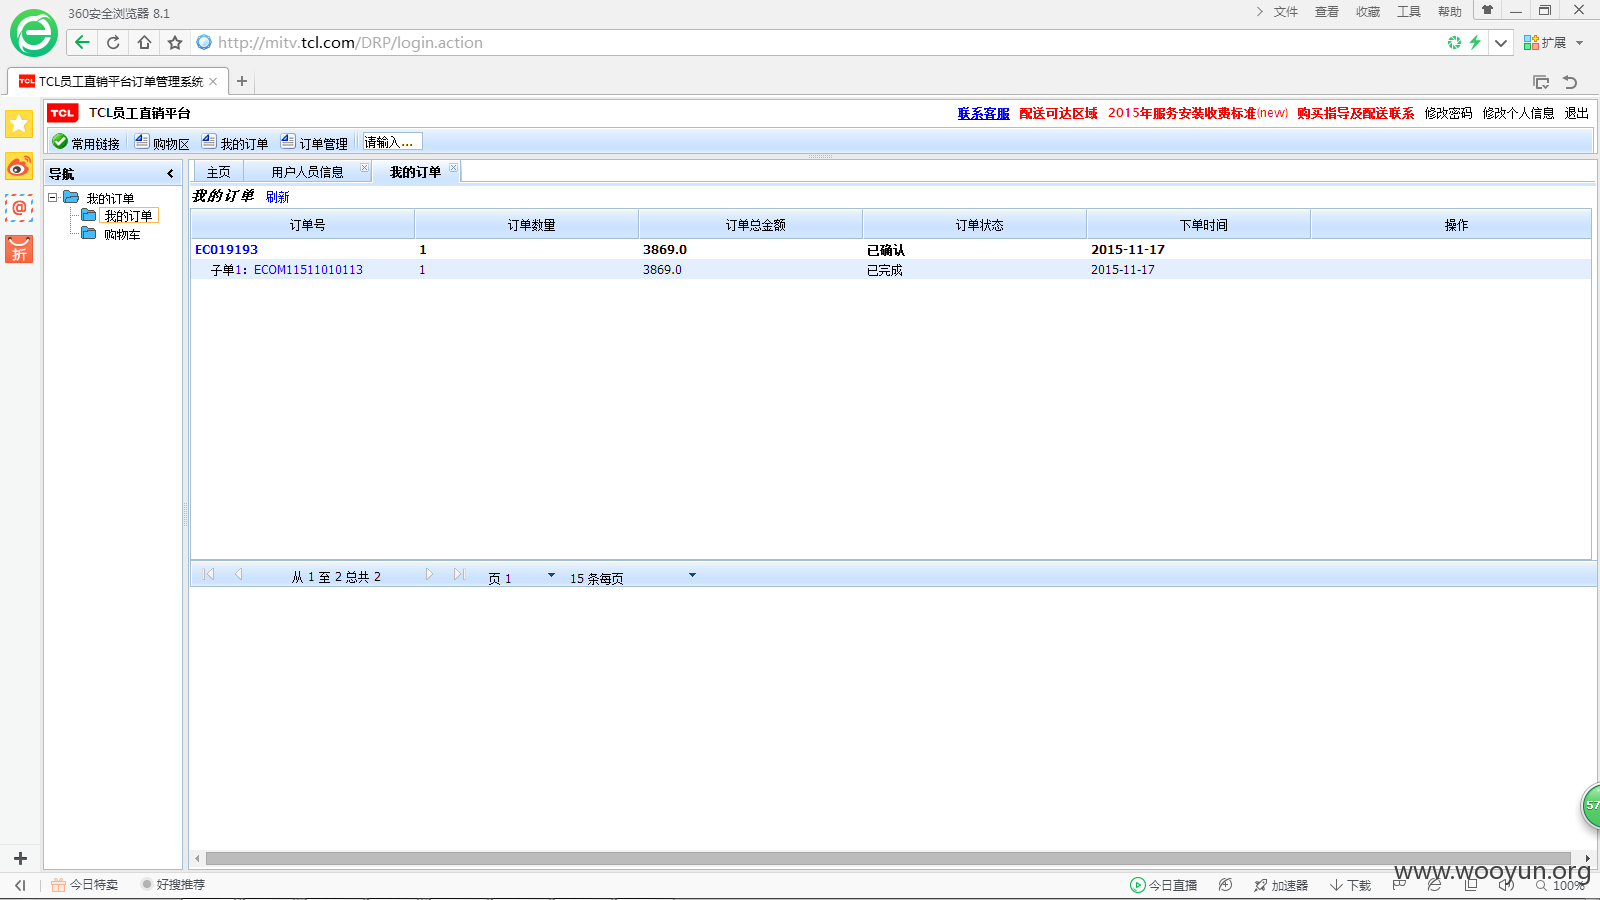 360安全浏览器 8.1
文件 查看 收藏 工具 帮助
http://mitv.tcl.com/DRP/login.action
扩展
TCL TCL员工直销平台订单管理系统
TCL TCL员工直销平台
联系客服 配送可达区域 2015年服务安装收费标准(new) 购买指导及配送联系 修改密码 修改个人信息 退出
常用链接 购物区 我的订单 订单管理 请输入...
导航
主页 用户人员信息 我的订单
我的订单
我的订单
购物车
我的订单 刷新
订单号 订单数量 订单总金额 订单状态 下单时间 操作
EC019193 1 3869.0 已确认 2015-11-17
子单1: ECOM11511010113 1 3869.0 已完成 2015-11-17
从 1 至 2 总共 2 页 1 15 条每页
折
57
www.wooyun.org
今日特卖 好搜推荐 今日直播 加速器 下载 100%